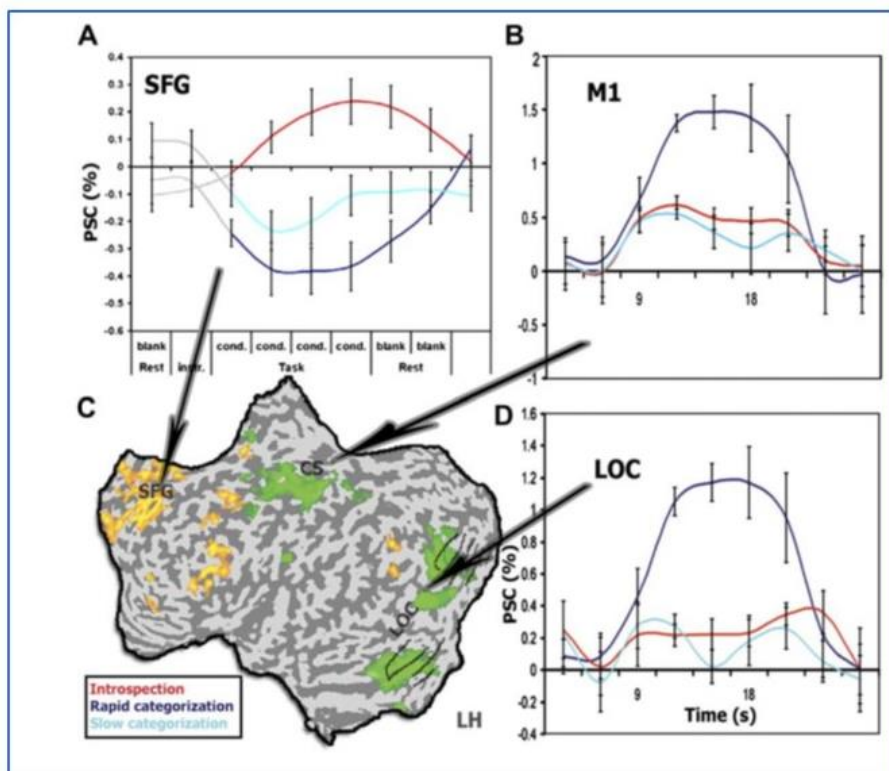 A
SFG
PSC (%)
0.4
0.3
0.2
0.1
0
-0.1
-0.2
-0.3
-0.4
-0.5
-0.6
blank instr. cond. cond. cond. cond. blank blank
Rest Task Rest
B
M1
2
1.5
1
0.5
0
-0.5
-1
9 18
C
SFG
CS
LOC
LH
Introspection
Rapid categorization
Slow categorization
D
LOC
PSC (%)
1.6
1.4
1.2
1
0.8
0.6
0.4
0.2
0
-0.2
-0.4
9 18
Time (s)